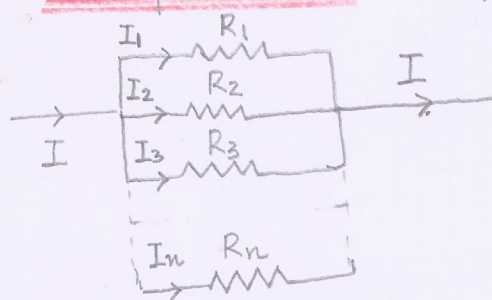 I₁ R₁
I₂ R₂ I
I I₃ R₃
Iₙ Rₙ